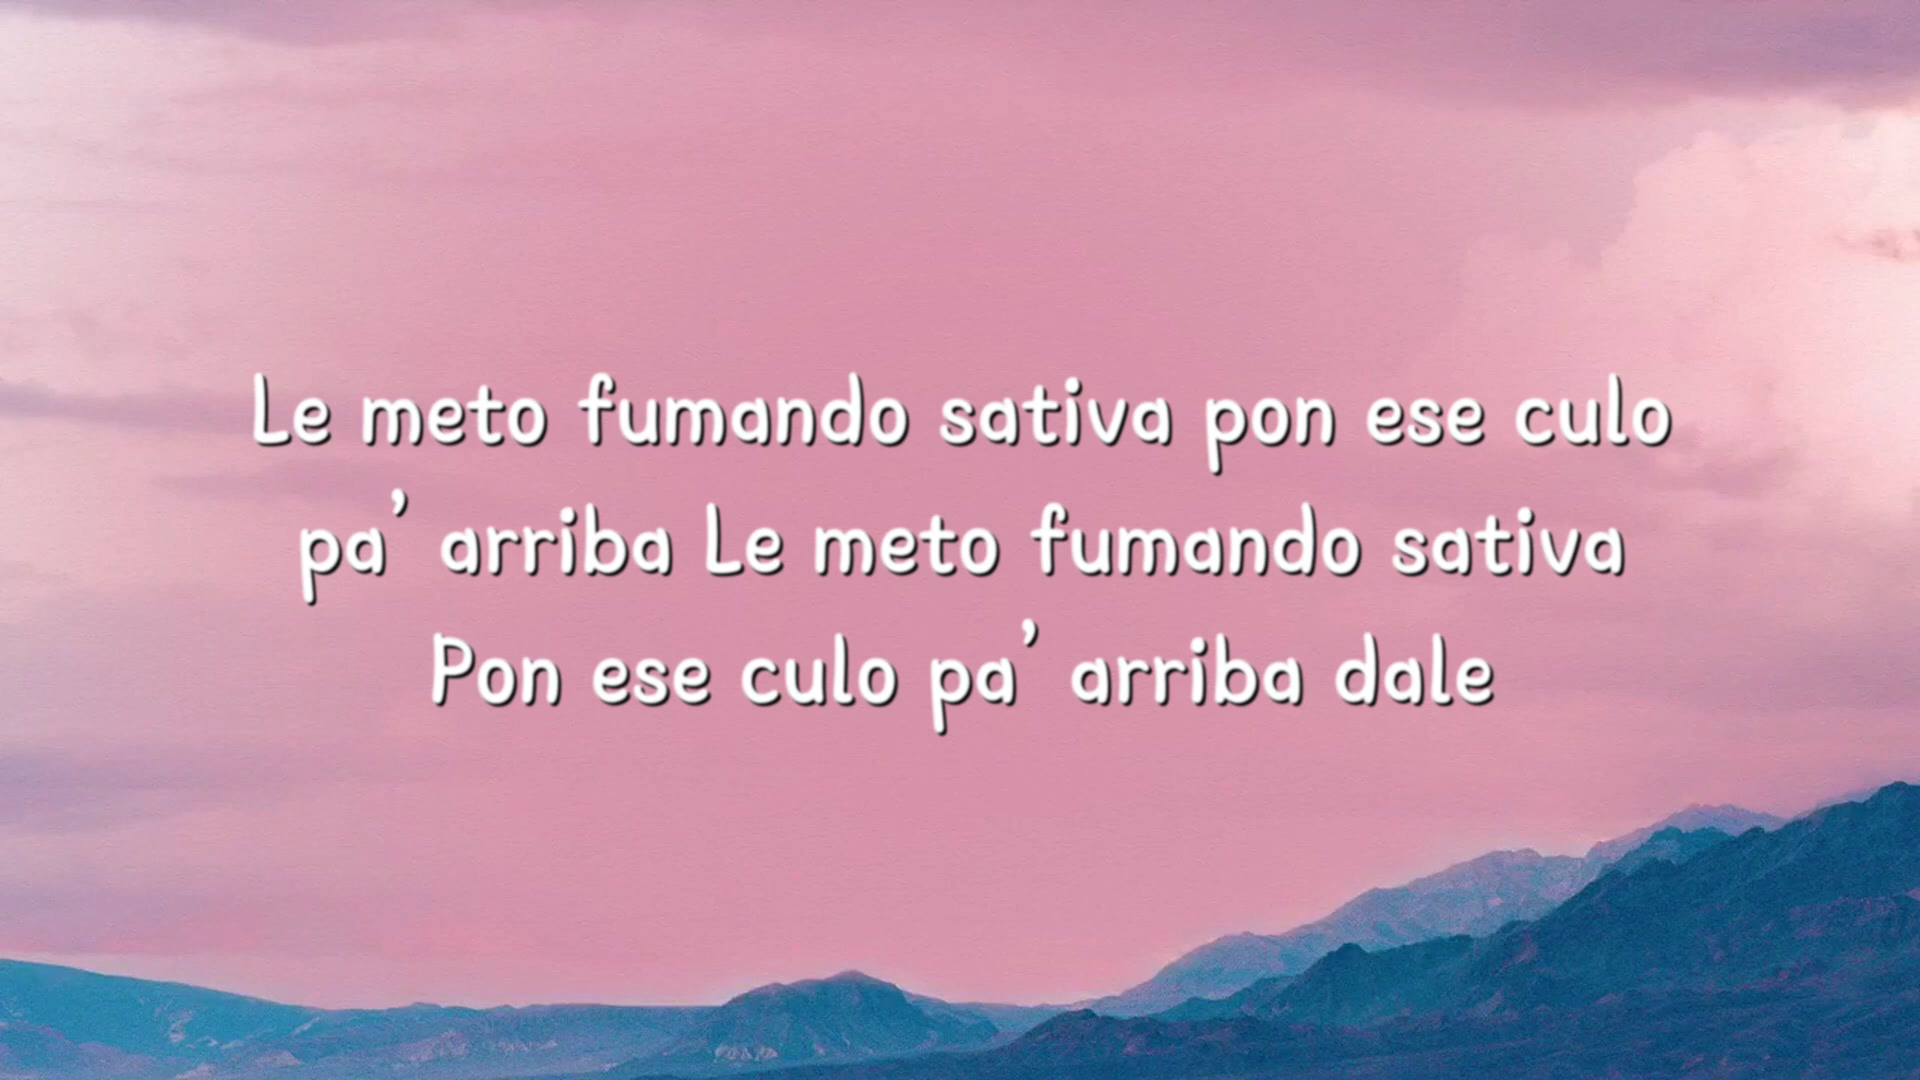 Le meto fumando sativa pon ese culo
pa’ arriba Le meto fumando sativa
Pon ese culo pa’ arriba dale